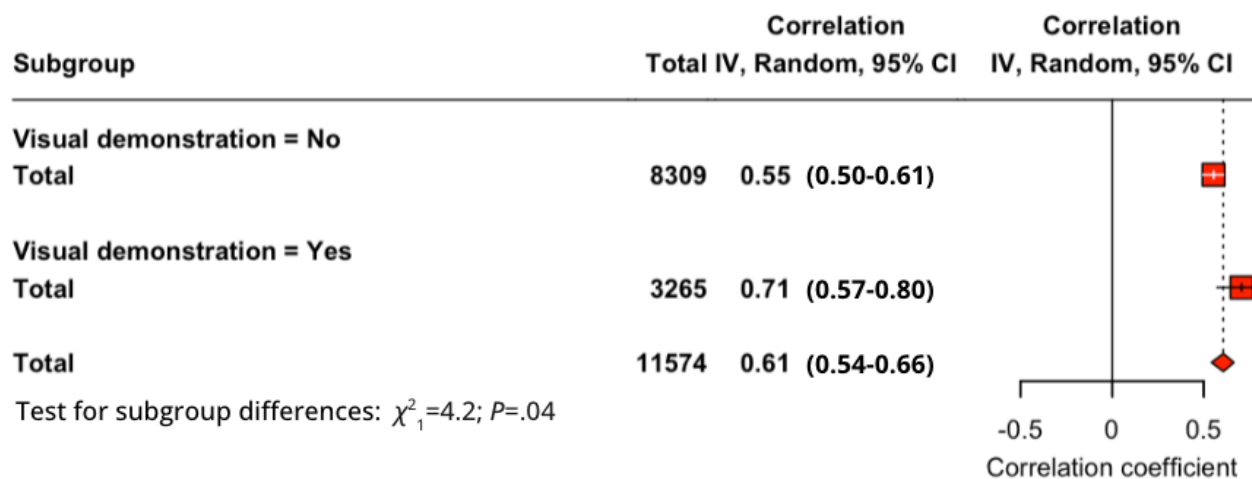 Correlation Correlation
Subgroup Total IV, Random, 95% CI IV, Random, 95% CI
Visual demonstration = No
Total 8309 0.55 (0.50-0.61)
Visual demonstration = Yes
Total 3265 0.71 (0.57-0.80)
Total 11574 0.61 (0.54-0.66)
Test for subgroup differences: χ²₁=4.2; P=.04
-0.5 0 0.5
Correlation coefficient